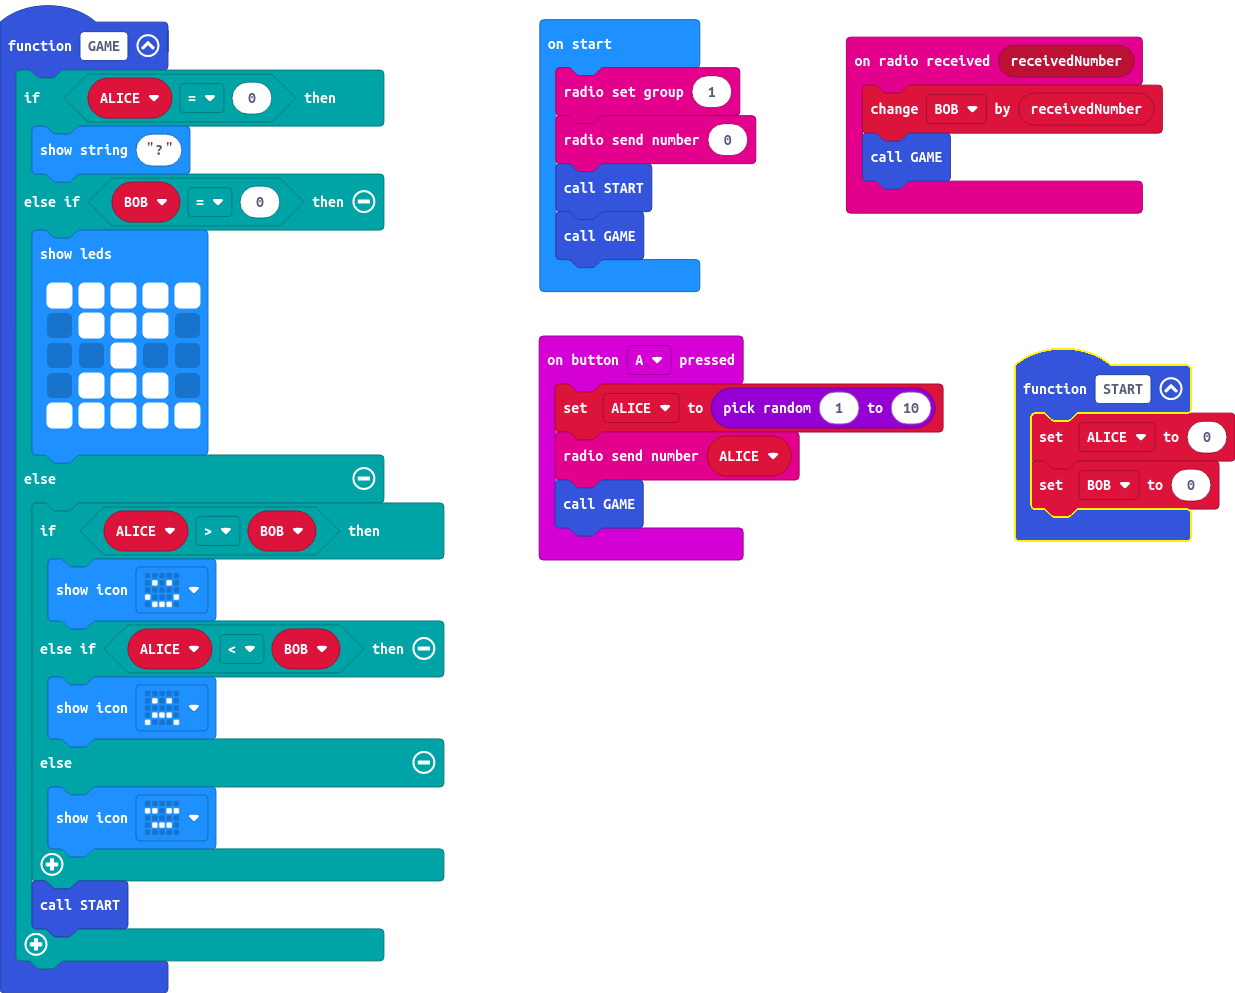 function GAME
if ALICE = 0 then
show string "?"
else if BOB = 0 then
show leds
else
if ALICE > BOB then
show icon
else if ALICE < BOB then
show icon
else
show icon
call START
on start
radio set group 1
radio send number 0
call START
call GAME
on button A pressed
set ALICE to pick random 1 to 10
radio send number ALICE
call GAME
on radio received receivedNumber
change BOB by receivedNumber
call GAME
function START
set ALICE to 0
set BOB to 0